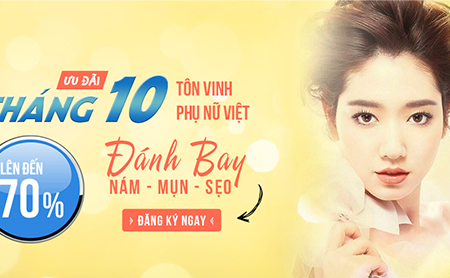 ƯU ĐÃI
THÁNG 10
TÔN VINH
PHỤ NỮ VIỆT
LÊN ĐẾN
70%
Đánh Bay
NÁM - MỤN - SẸO
› ĐĂNG KÝ NGAY ‹